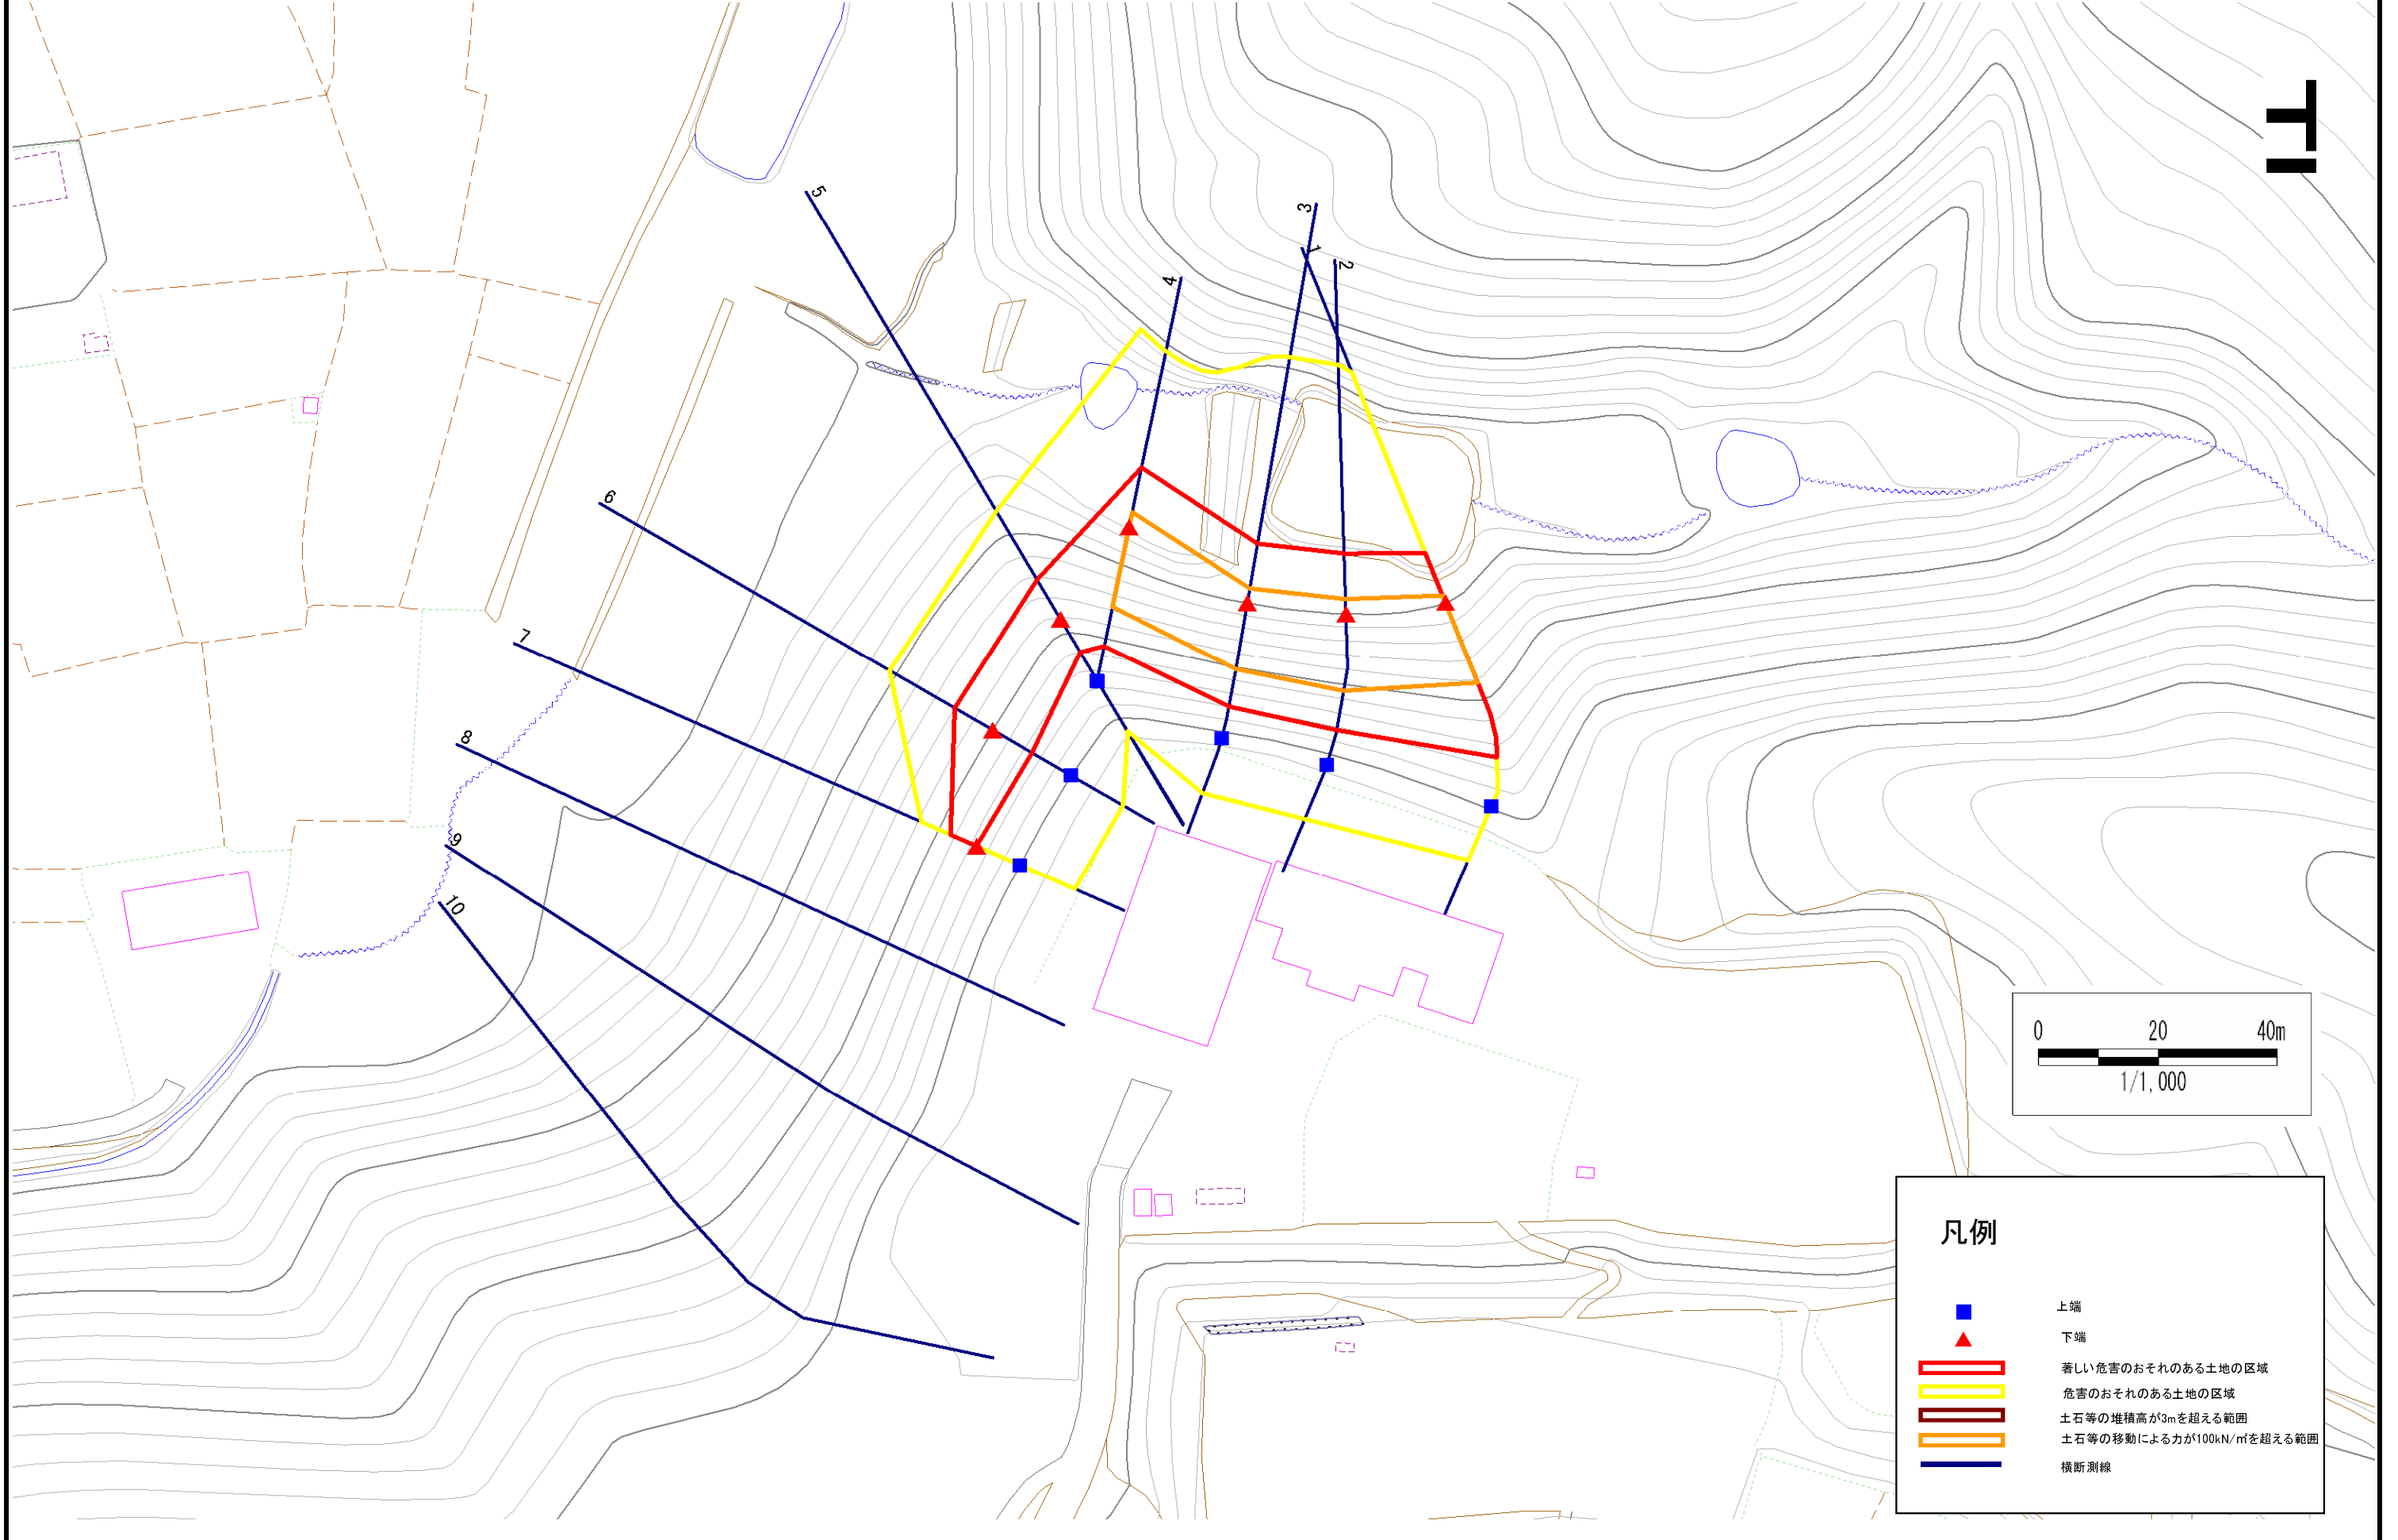 5
3
1
2
4
6
7
8
9
10
0 20 40m
1/1,000
凡例
上端
下端
著しい危害のおそれのある土地の区域
危害のおそれのある土地の区域
土石等の堆積高が3mを超える範囲
土石等の移動による力が100kN/㎡を超える範囲
横断測線